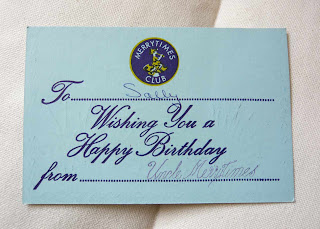 MERRYTIMES
CLUB
To Sally
Wishing You a
Happy Birthday
from Uncle Merrytimes